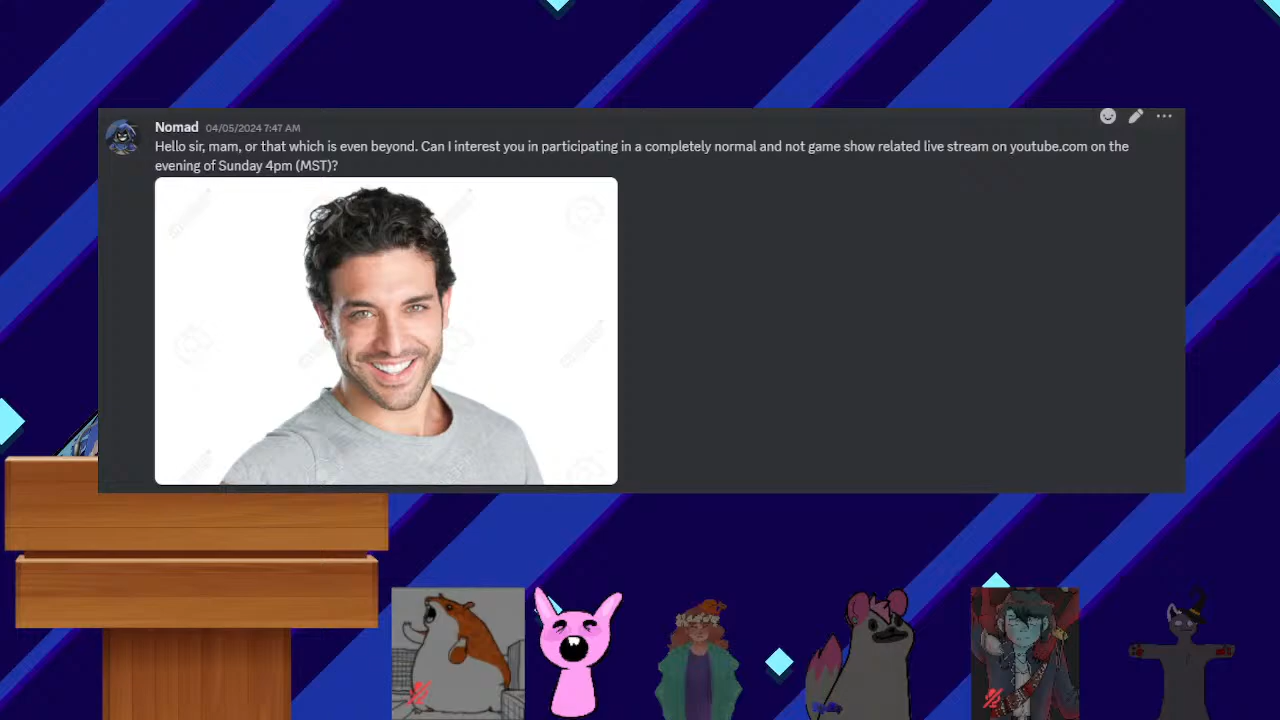 Nomad 04/05/2024 7:47 AM
Hello sir, mam, or that which is even beyond. Can I interest you in participating in a completely normal and not game show related live stream on youtube.com on the
evening of Sunday 4pm (MST)?